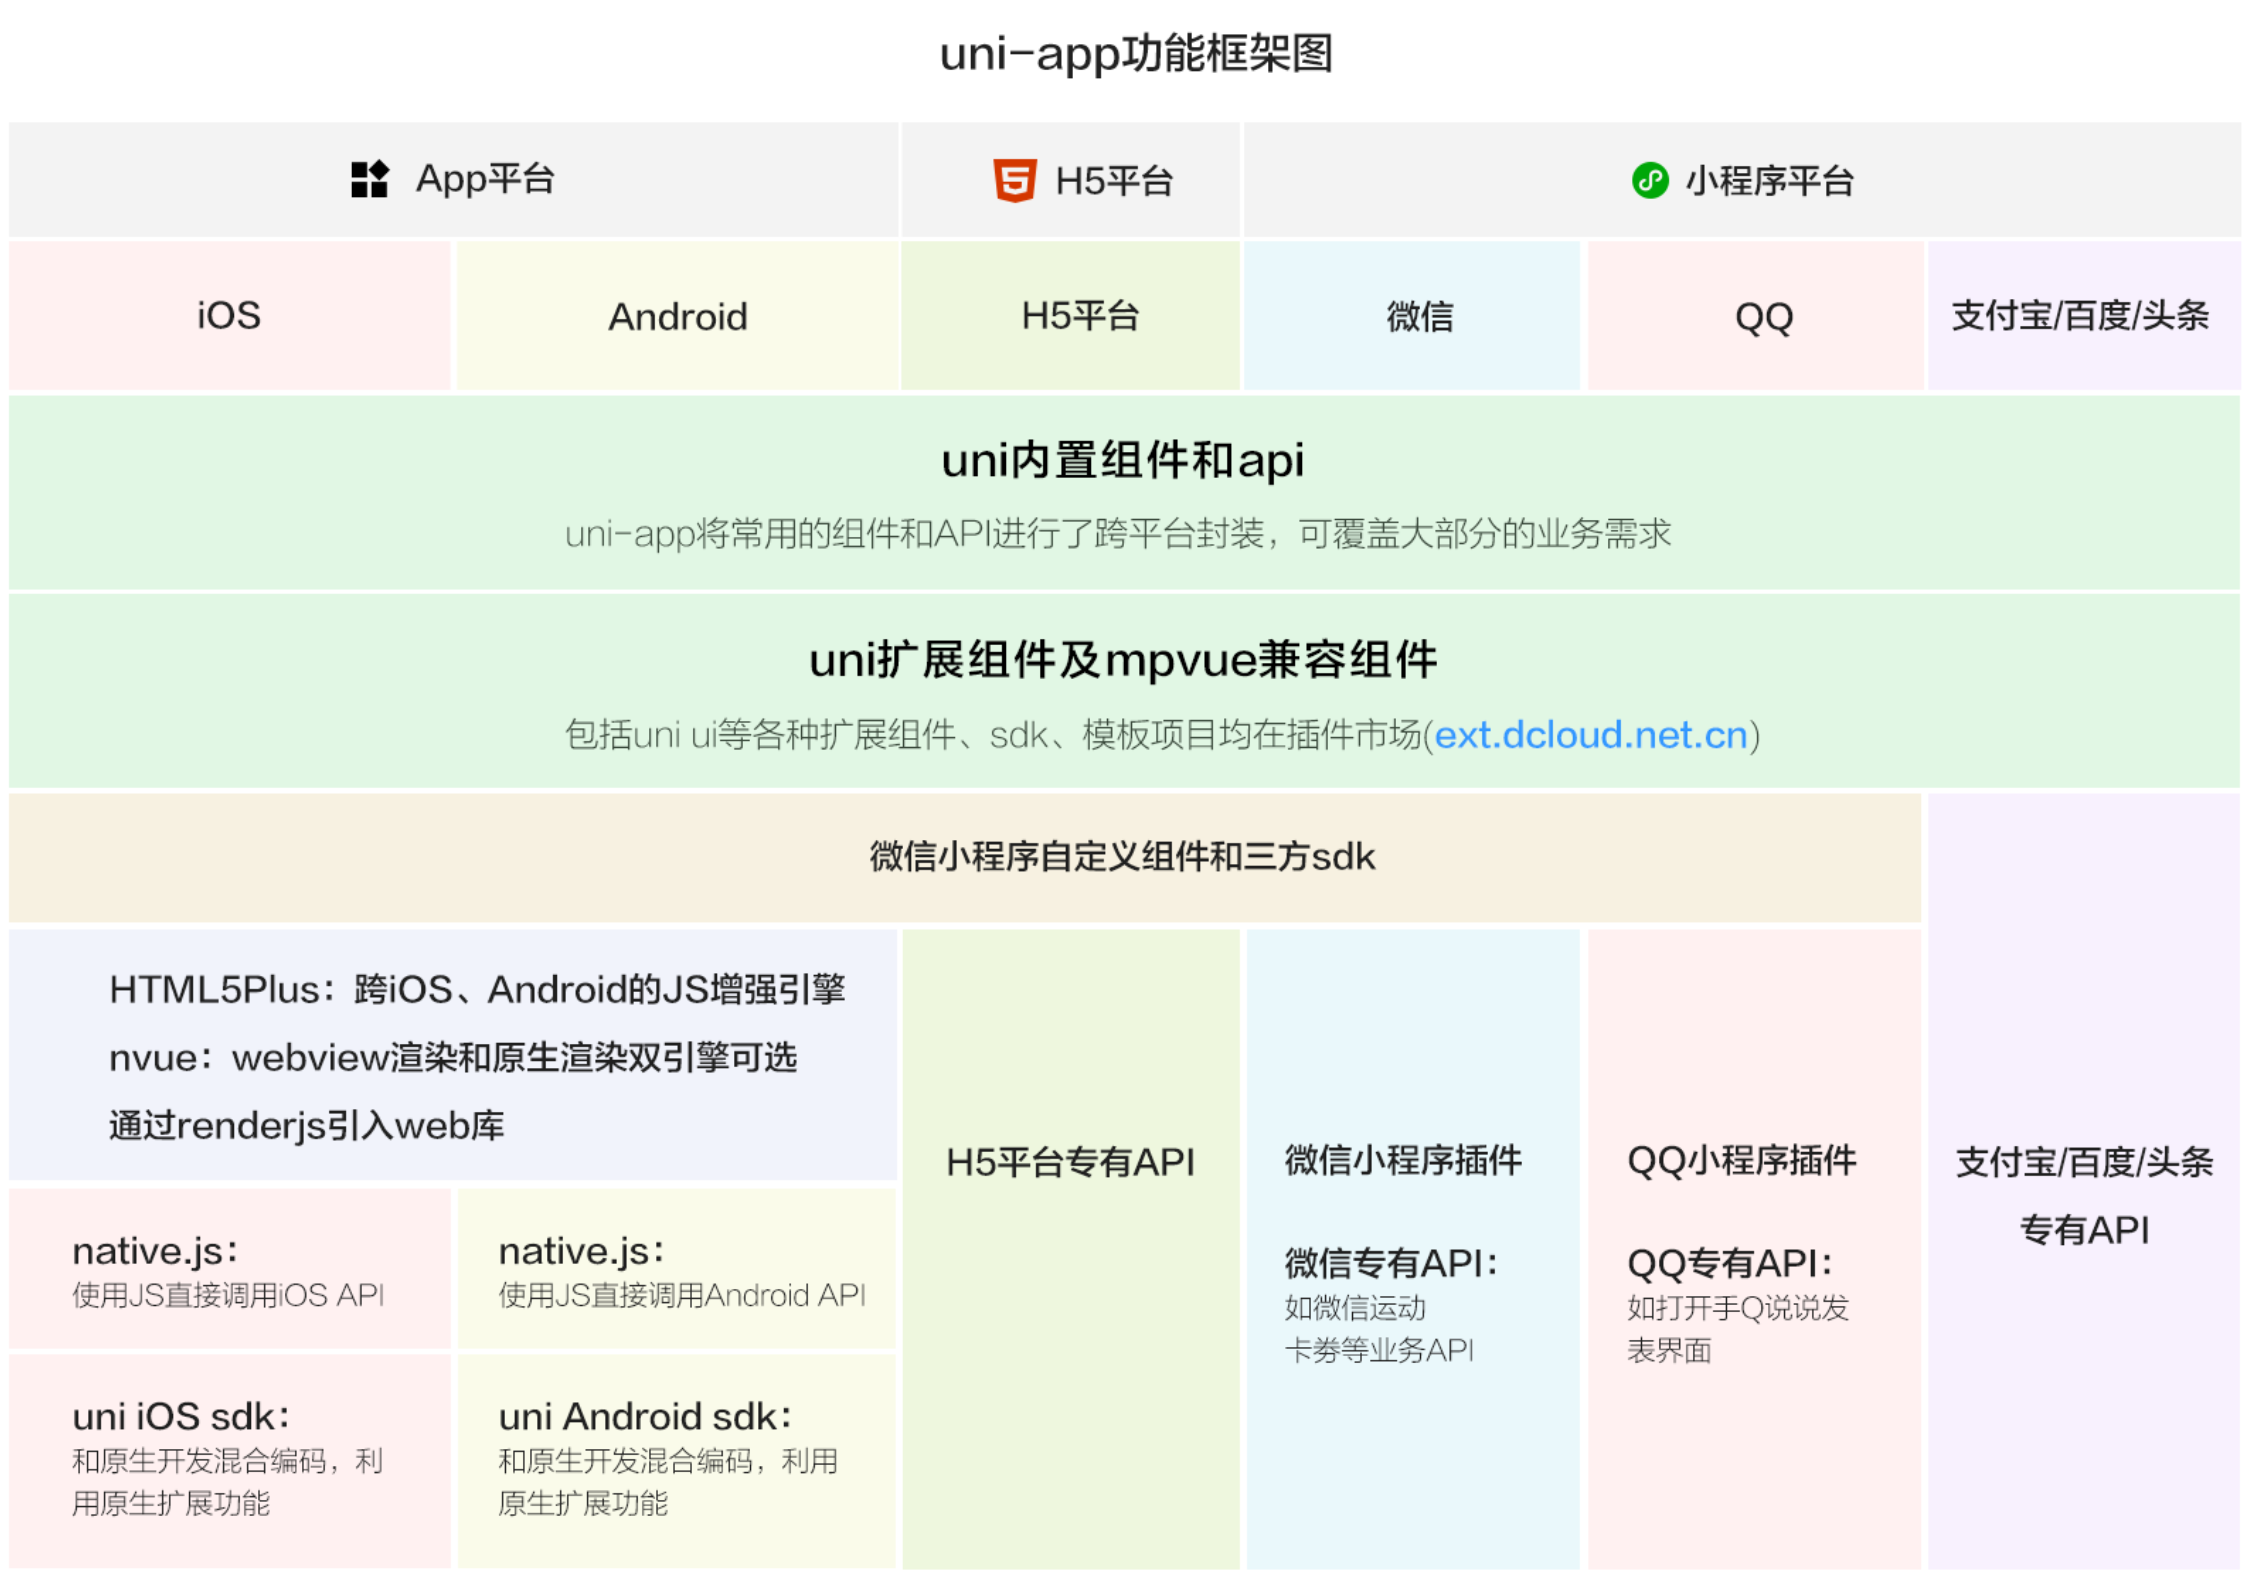 uni-app功能框架图
App平台
H5平台
小程序平台
iOS
Android
H5平台
微信
QQ
支付宝/百度/头条
uni内置组件和api
uni-app将常用的组件和API进行了跨平台封装，可覆盖大部分的业务需求
uni扩展组件及mpvue兼容组件
包括uni ui等各种扩展组件、sdk、模板项目均在插件市场(ext.dcloud.net.cn)
微信小程序自定义组件和三方sdk
HTML5Plus：跨iOS、Android的JS增强引擎
nvue：webview渲染和原生渲染双引擎可选
通过renderjs引入web库
native.js：
使用JS直接调用iOS API
native.js：
使用JS直接调用Android API
uni iOS sdk：
和原生开发混合编码，利
用原生扩展功能
uni Android sdk：
和原生开发混合编码，利用
原生扩展功能
H5平台专有API
微信小程序插件
微信专有API：
如微信运动
卡券等业务API
QQ小程序插件
QQ专有API：
如打开手Q说说发
表界面
支付宝/百度/头条
专有API